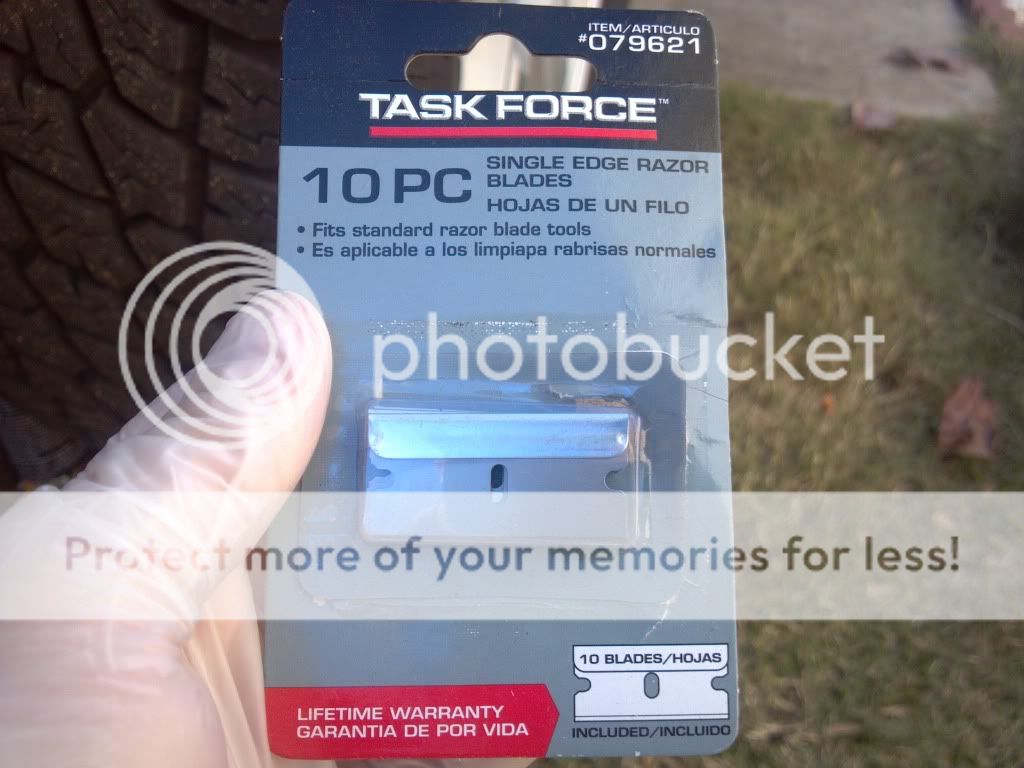 ITEM/ARTICULO
#079621
TASK FORCE™
10 PC
SINGLE EDGE RAZOR
BLADES
HOJAS DE UN FILO
• Fits standard razor blade tools
• Es aplicable a los limpiapa rabrisas normales
photobucket
Protect more of your memories for less!
10 BLADES/HOJAS
INCLUDED/INCLUIDO
LIFETIME WARRANTY
GARANTIA DE POR VIDA